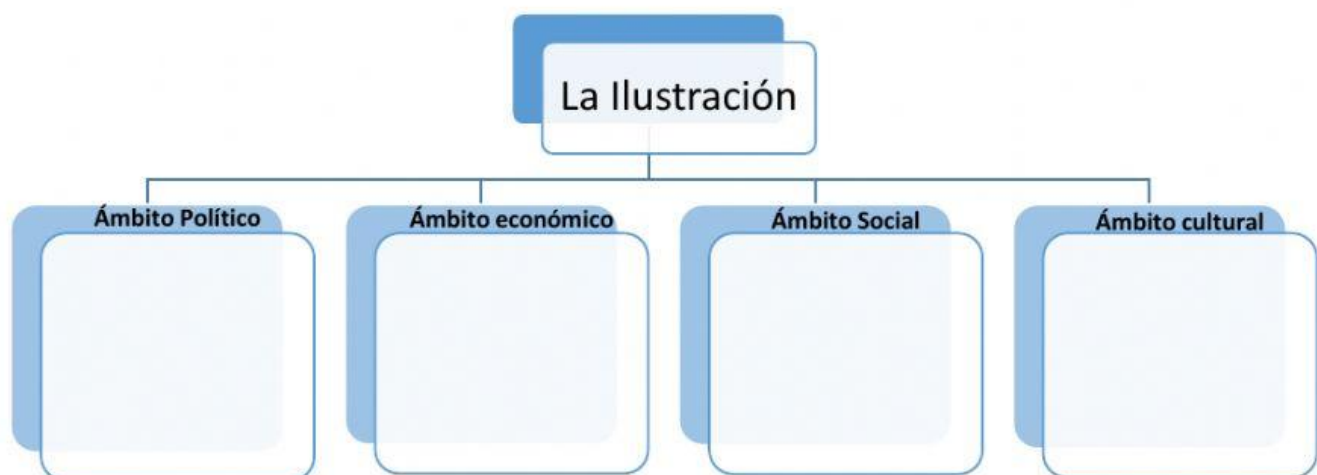 La Ilustración
Ámbito Político
Ámbito económico
Ámbito Social
Ámbito cultural